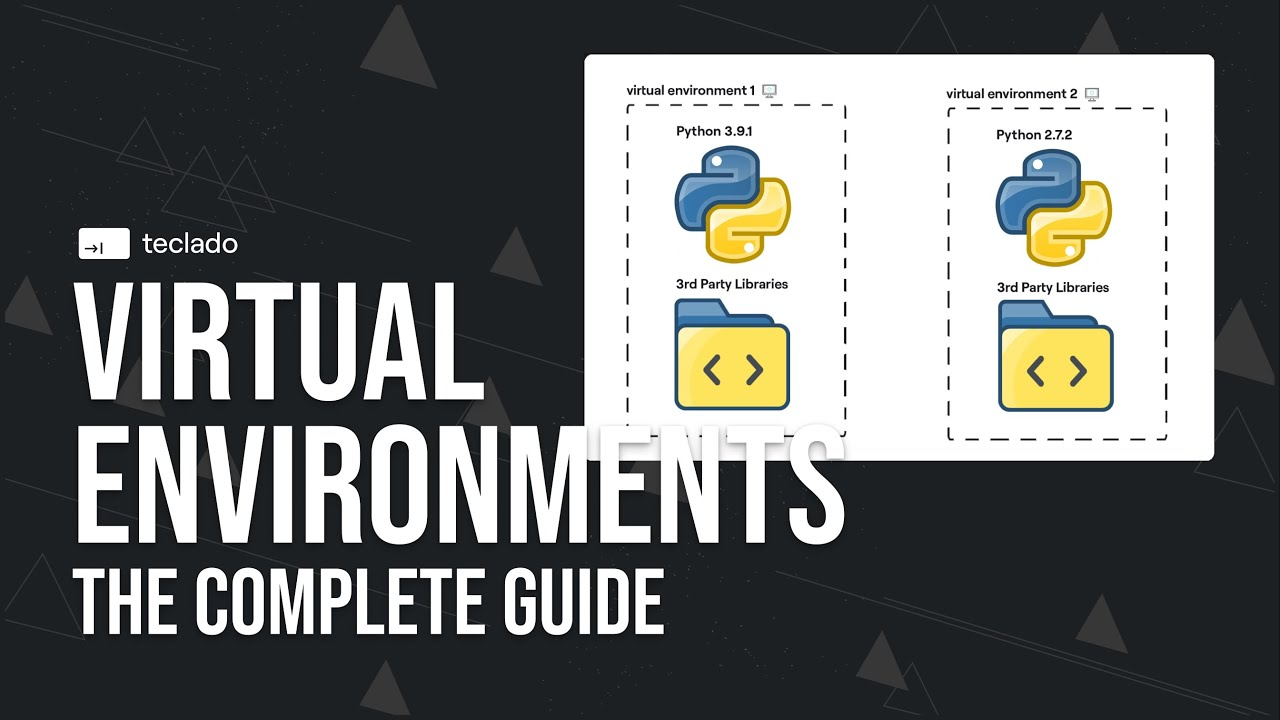 teclado
VIRTUAL
ENVIRONMENTS
THE COMPLETE GUIDE
virtual environment 1
Python 3.9.1
3rd Party Libraries
virtual environment 2
Python 2.7.2
3rd Party Libraries